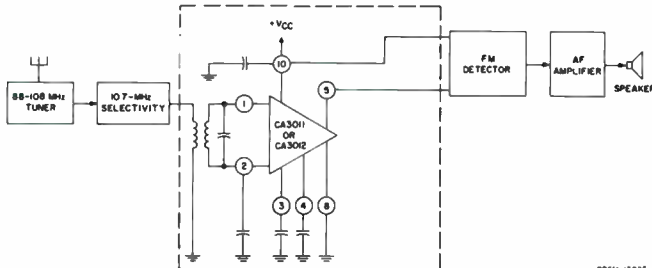 +VCC
10
88-108 MHz
TUNER
10.7-MHz
SELECTIVITY
1
2
CA3011
OR
CA3012
5
3
4
8
FM
DETECTOR
AF
AMPLIFIER
SPEAKER